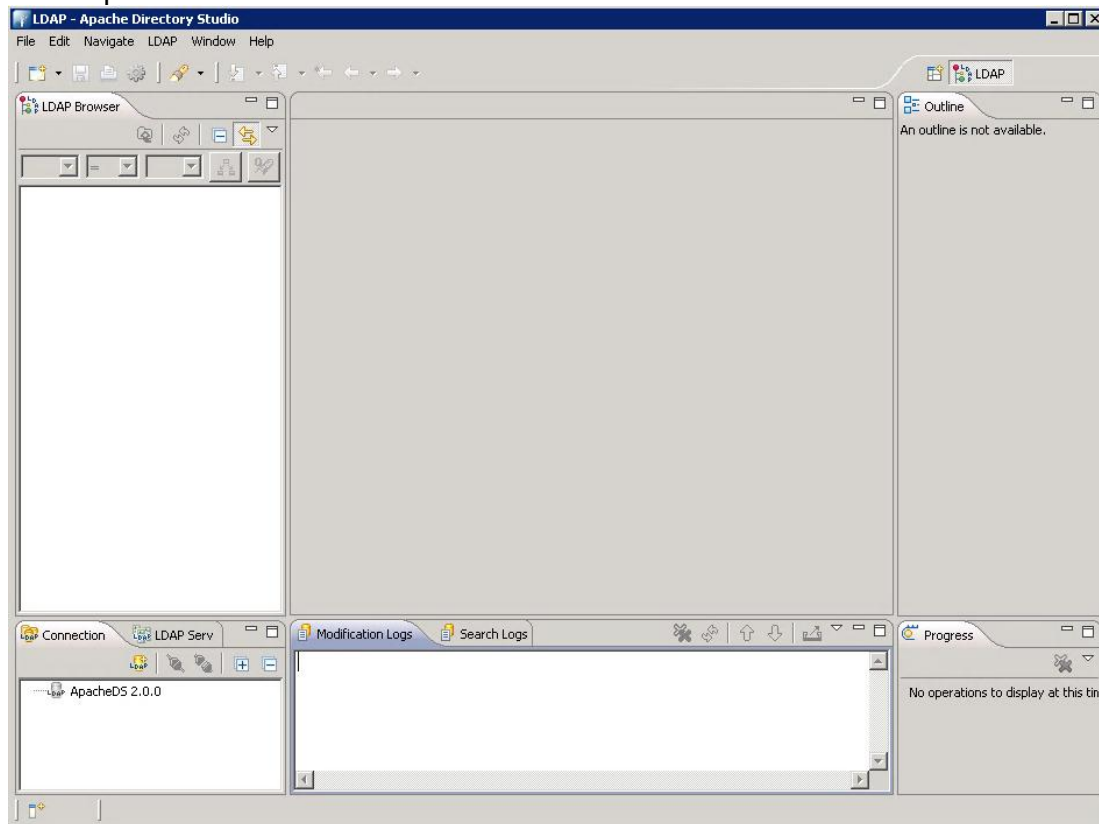 LDAP - Apache Directory Studio
File Edit Navigate LDAP Window Help
LDAP
LDAP Browser
Outline
An outline is not available.
=
Connection
LDAP Serv
Modification Logs
Search Logs
Progress
ApacheDS 2.0.0
No operations to display at this tin